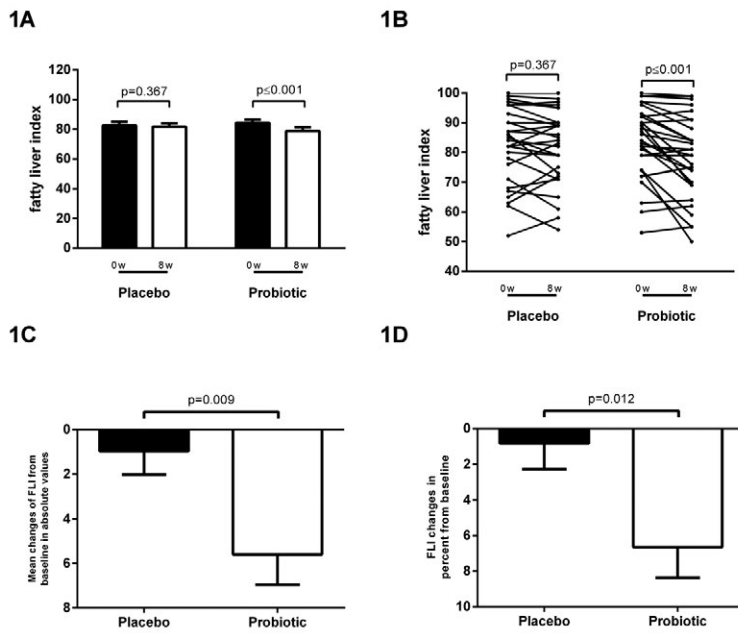 1A
p=0.367
p≤0.001
120
100
80
60
40
20
0
fatty liver index
0 w
8 w
0 w
8 w
Placebo
Probiotic
1B
p=0.367
p≤0.001
100
90
80
70
60
50
40
fatty liver index
0 w
8 w
0 w
8 w
Placebo
Probiotic
1C
p=0.009
0
2
4
6
8
Mean changes of FLI from
baseline in absolute values
Placebo
Probiotic
1D
p=0.012
0
2
4
6
8
10
FLI changes in
percent from baseline
Placebo
Probiotic